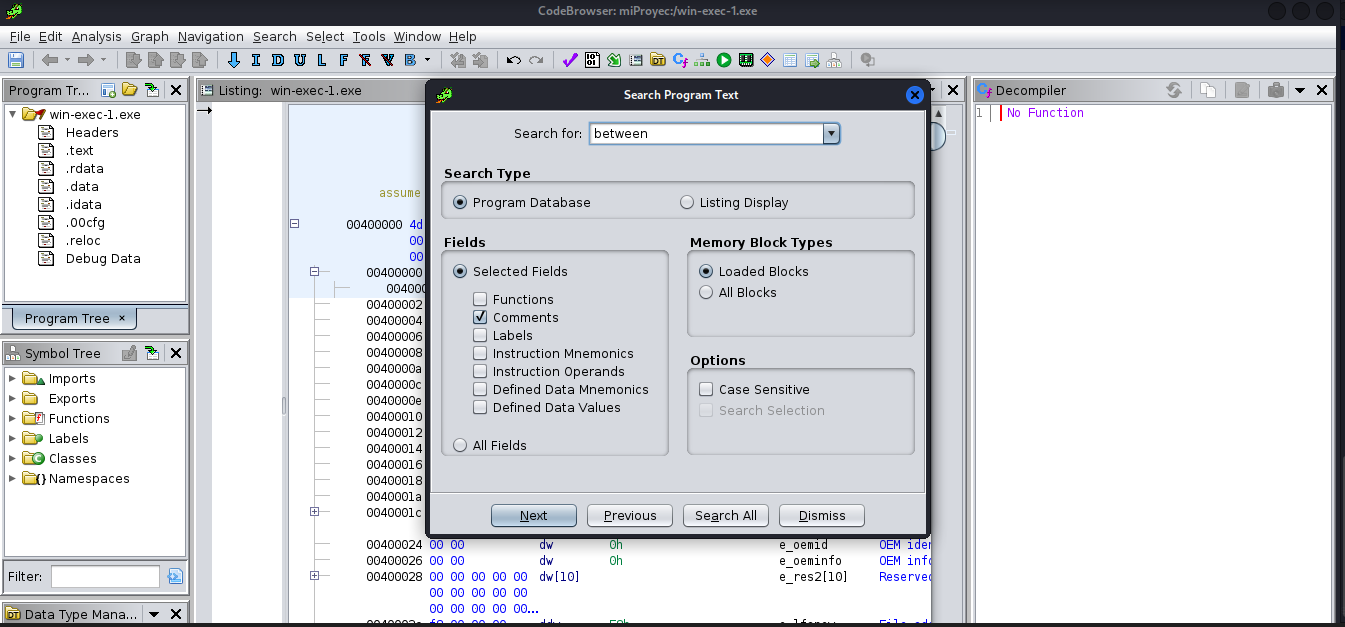 CodeBrowser: miProyec:/win-exec-1.exe
File Edit Analysis Graph Navigation Search Select Tools Window Help
I D U L F R V B
Program Tr...
win-exec-1.exe
Headers
.text
.rdata
.data
.idata
.00cfg
.reloc
Debug Data
Program Tree ×
Symbol Tree
Imports
Exports
Functions
Labels
Classes
Namespaces
Filter:
Data Type Mana...
Listing: win-exec-1.exe
assume
00400000 4d
00
00
00400000
004000
00400002
00400004
00400006
00400008
0040000a
0040000c
0040000e
00400010
00400012
00400014
00400016
00400018
0040001a
0040001c
00400024 00 00 dw 0h e_oemid OEM iden
00400026 00 00 dw 0h e_oeminfo OEM info
00400028 00 00 00 00 00 dw[10] e_res2[10] Reserved
00 00 00 00 00
00 00 00 00 00...
Search Program Text
Search for: between
Search Type
Program Database
Listing Display
Fields
Selected Fields
Functions
Comments
Labels
Instruction Mnemonics
Instruction Operands
Defined Data Mnemonics
Defined Data Values
All Fields
Memory Block Types
Loaded Blocks
All Blocks
Options
Case Sensitive
Search Selection
Next
Previous
Search All
Dismiss
Decompiler
1 No Function